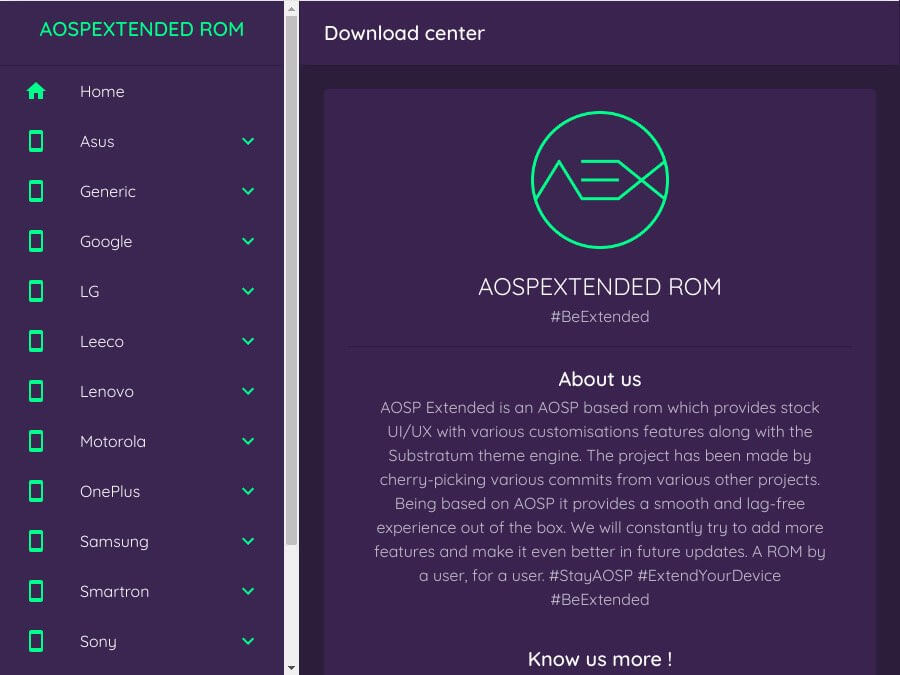 AOSPEXTENDED ROM
Home
Asus
Generic
Google
LG
Leeco
Lenovo
Motorola
OnePlus
Samsung
Smartron
Sony
Download center
AEX
AOSPEXTENDED ROM
#BeExtended
About us
AOSP Extended is an AOSP based rom which provides stock
UI/UX with various customisations features along with the
Substratum theme engine. The project has been made by
cherry-picking various commits from various other projects.
Being based on AOSP it provides a smooth and lag-free
experience out of the box. We will constantly try to add more
features and make it even better in future updates. A ROM by
a user, for a user. #StayAOSP #ExtendYourDevice
#BeExtended
Know us more !